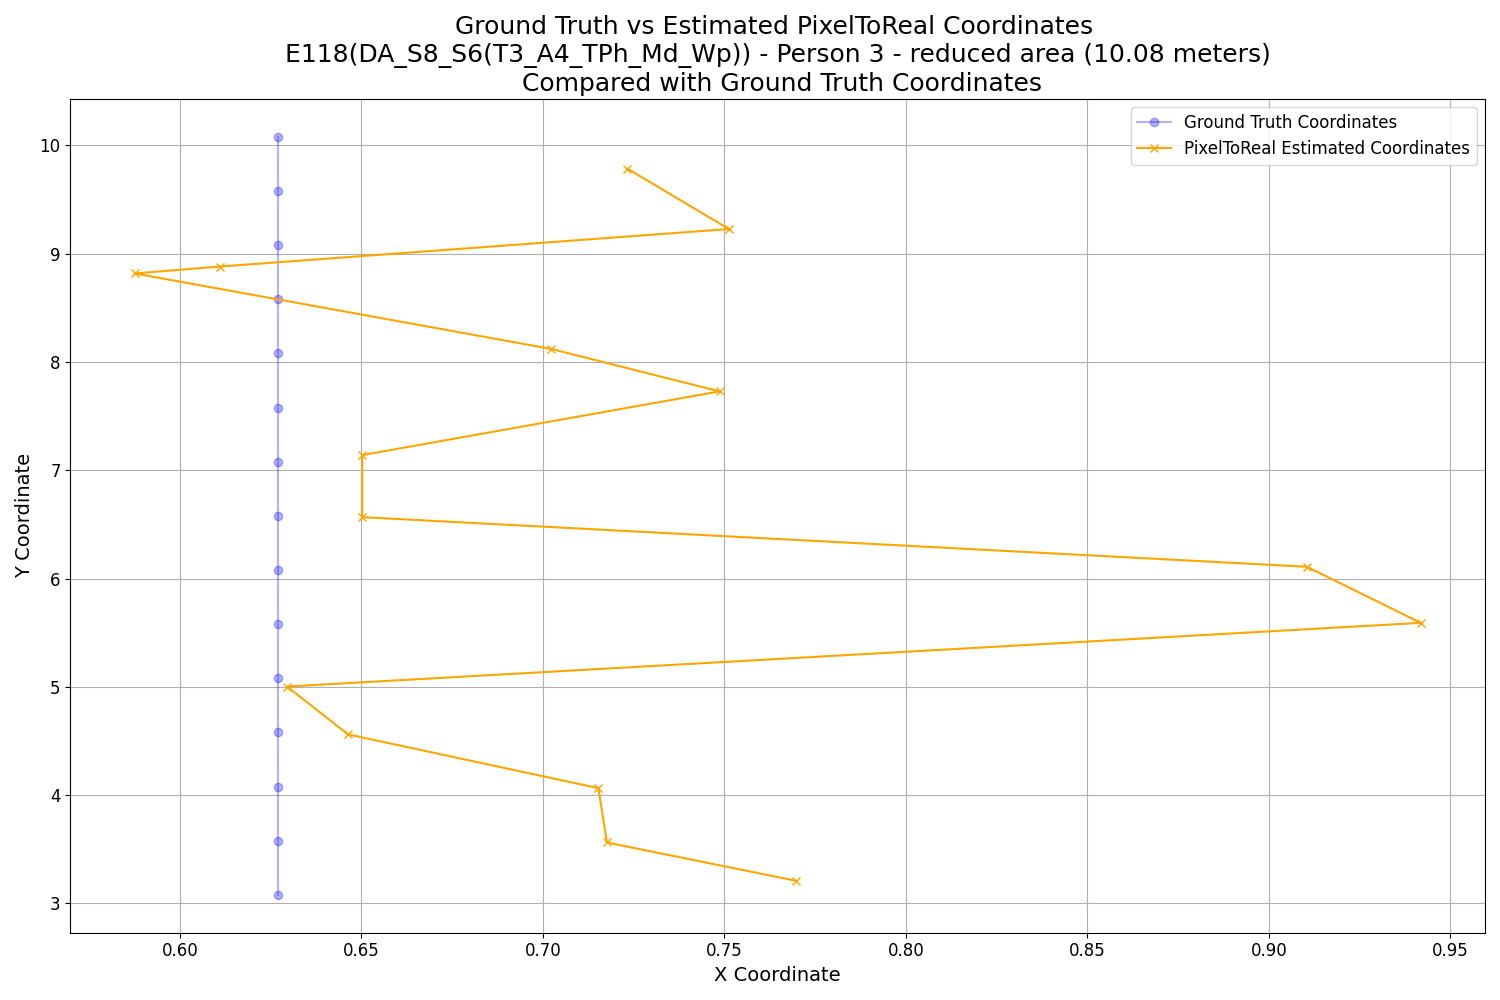 Ground Truth vs Estimated PixelToReal Coordinates
E118(DA_S8_S6(T3_A4_TPh_Md_Wp)) - Person 3 - reduced area (10.08 meters)
Compared with Ground Truth Coordinates
Ground Truth Coordinates
PixelToReal Estimated Coordinates
Y Coordinate
10
9
8
7
6
5
4
3
0.60 0.65 0.70 0.75 0.80 0.85 0.90 0.95
X Coordinate